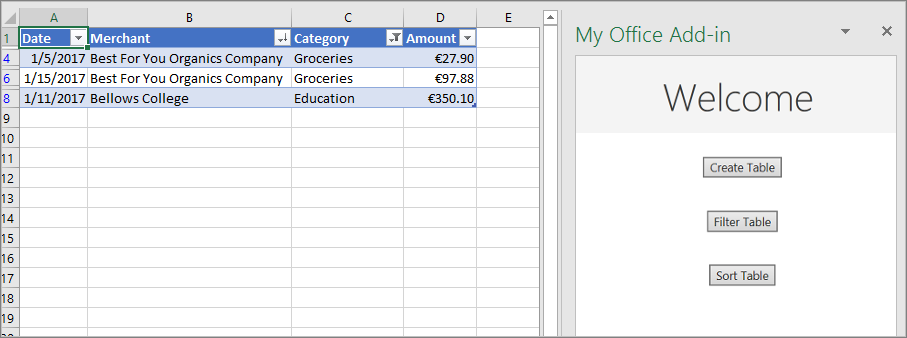 A B C D E
1 Date Merchant Category Amount
4 1/5/2017 Best For You Organics Company Groceries €27.90
6 1/15/2017 Best For You Organics Company Groceries €97.88
8 1/11/2017 Bellows College Education €350.10
9
10
11
12
13
14
15
16
17
18
19
My Office Add-in
Welcome
Create Table
Filter Table
Sort Table